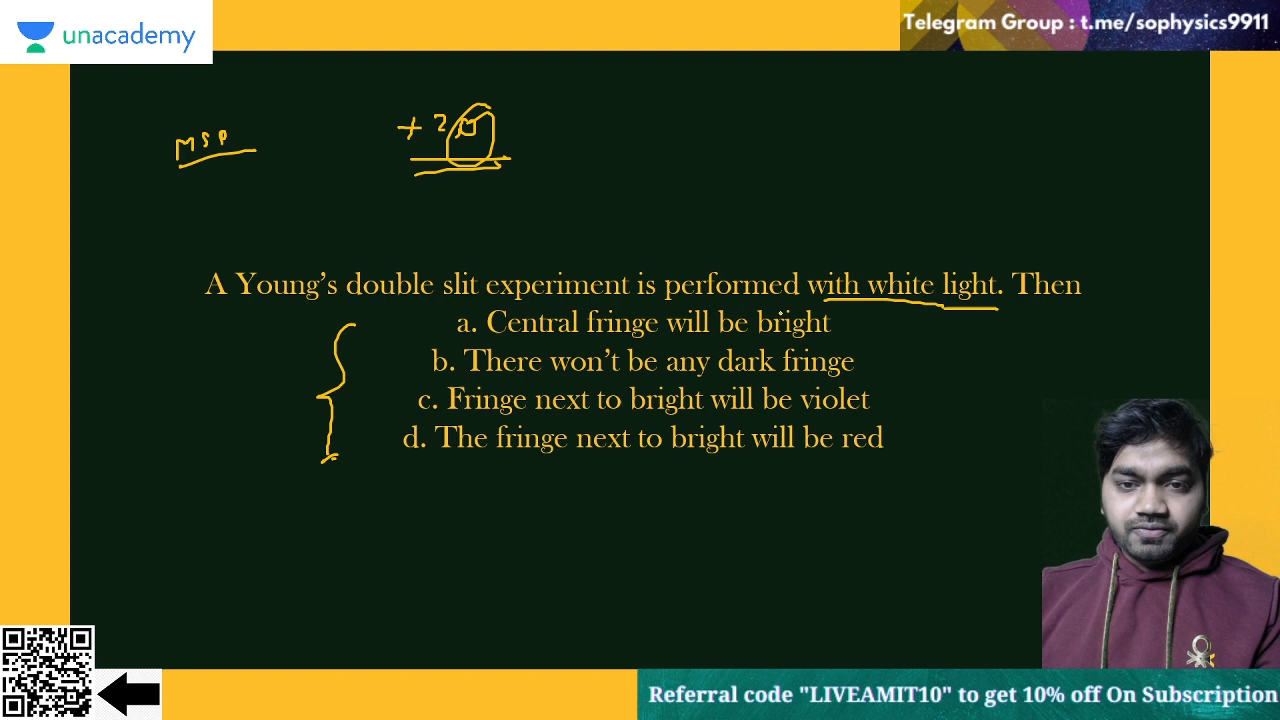 unacademy
Telegram Group : t.me/sophysics9911
MSP
A Young's double slit experiment is performed with white light. Then
a. Central fringe will be bright
b. There won't be any dark fringe
c. Fringe next to bright will be violet
d. The fringe next to bright will be red
Referral code "LIVEAMIT10" to get 10% off On Subscription